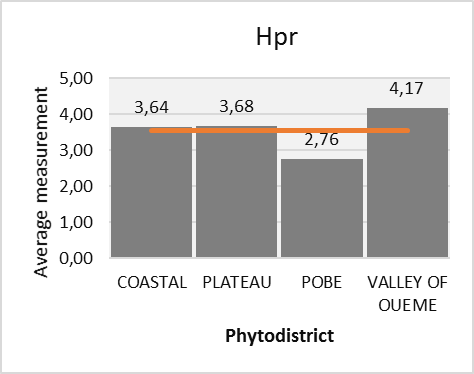 Hpr
Average measurement
5,00
4,00
3,00
2,00
1,00
0,00
3,64
3,68
2,76
4,17
COASTAL
PLATEAU
POBE
VALLEY OF
OUEME
Phytodistrict